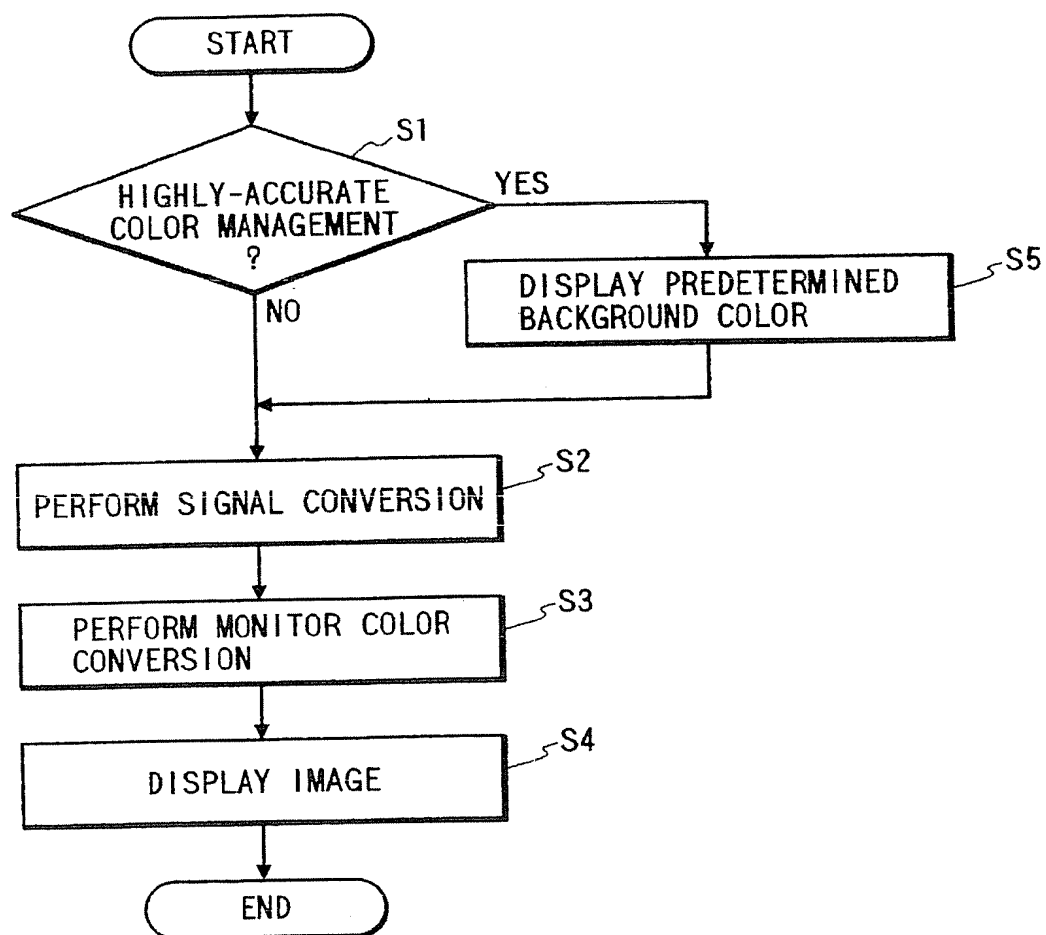 START
S1
HIGHLY-ACCURATE
COLOR MANAGEMENT
?
YES
NO
S5
DISPLAY PREDETERMINED
BACKGROUND COLOR
S2
PERFORM SIGNAL CONVERSION
S3
PERFORM MONITOR COLOR
CONVERSION
S4
DISPLAY IMAGE
END